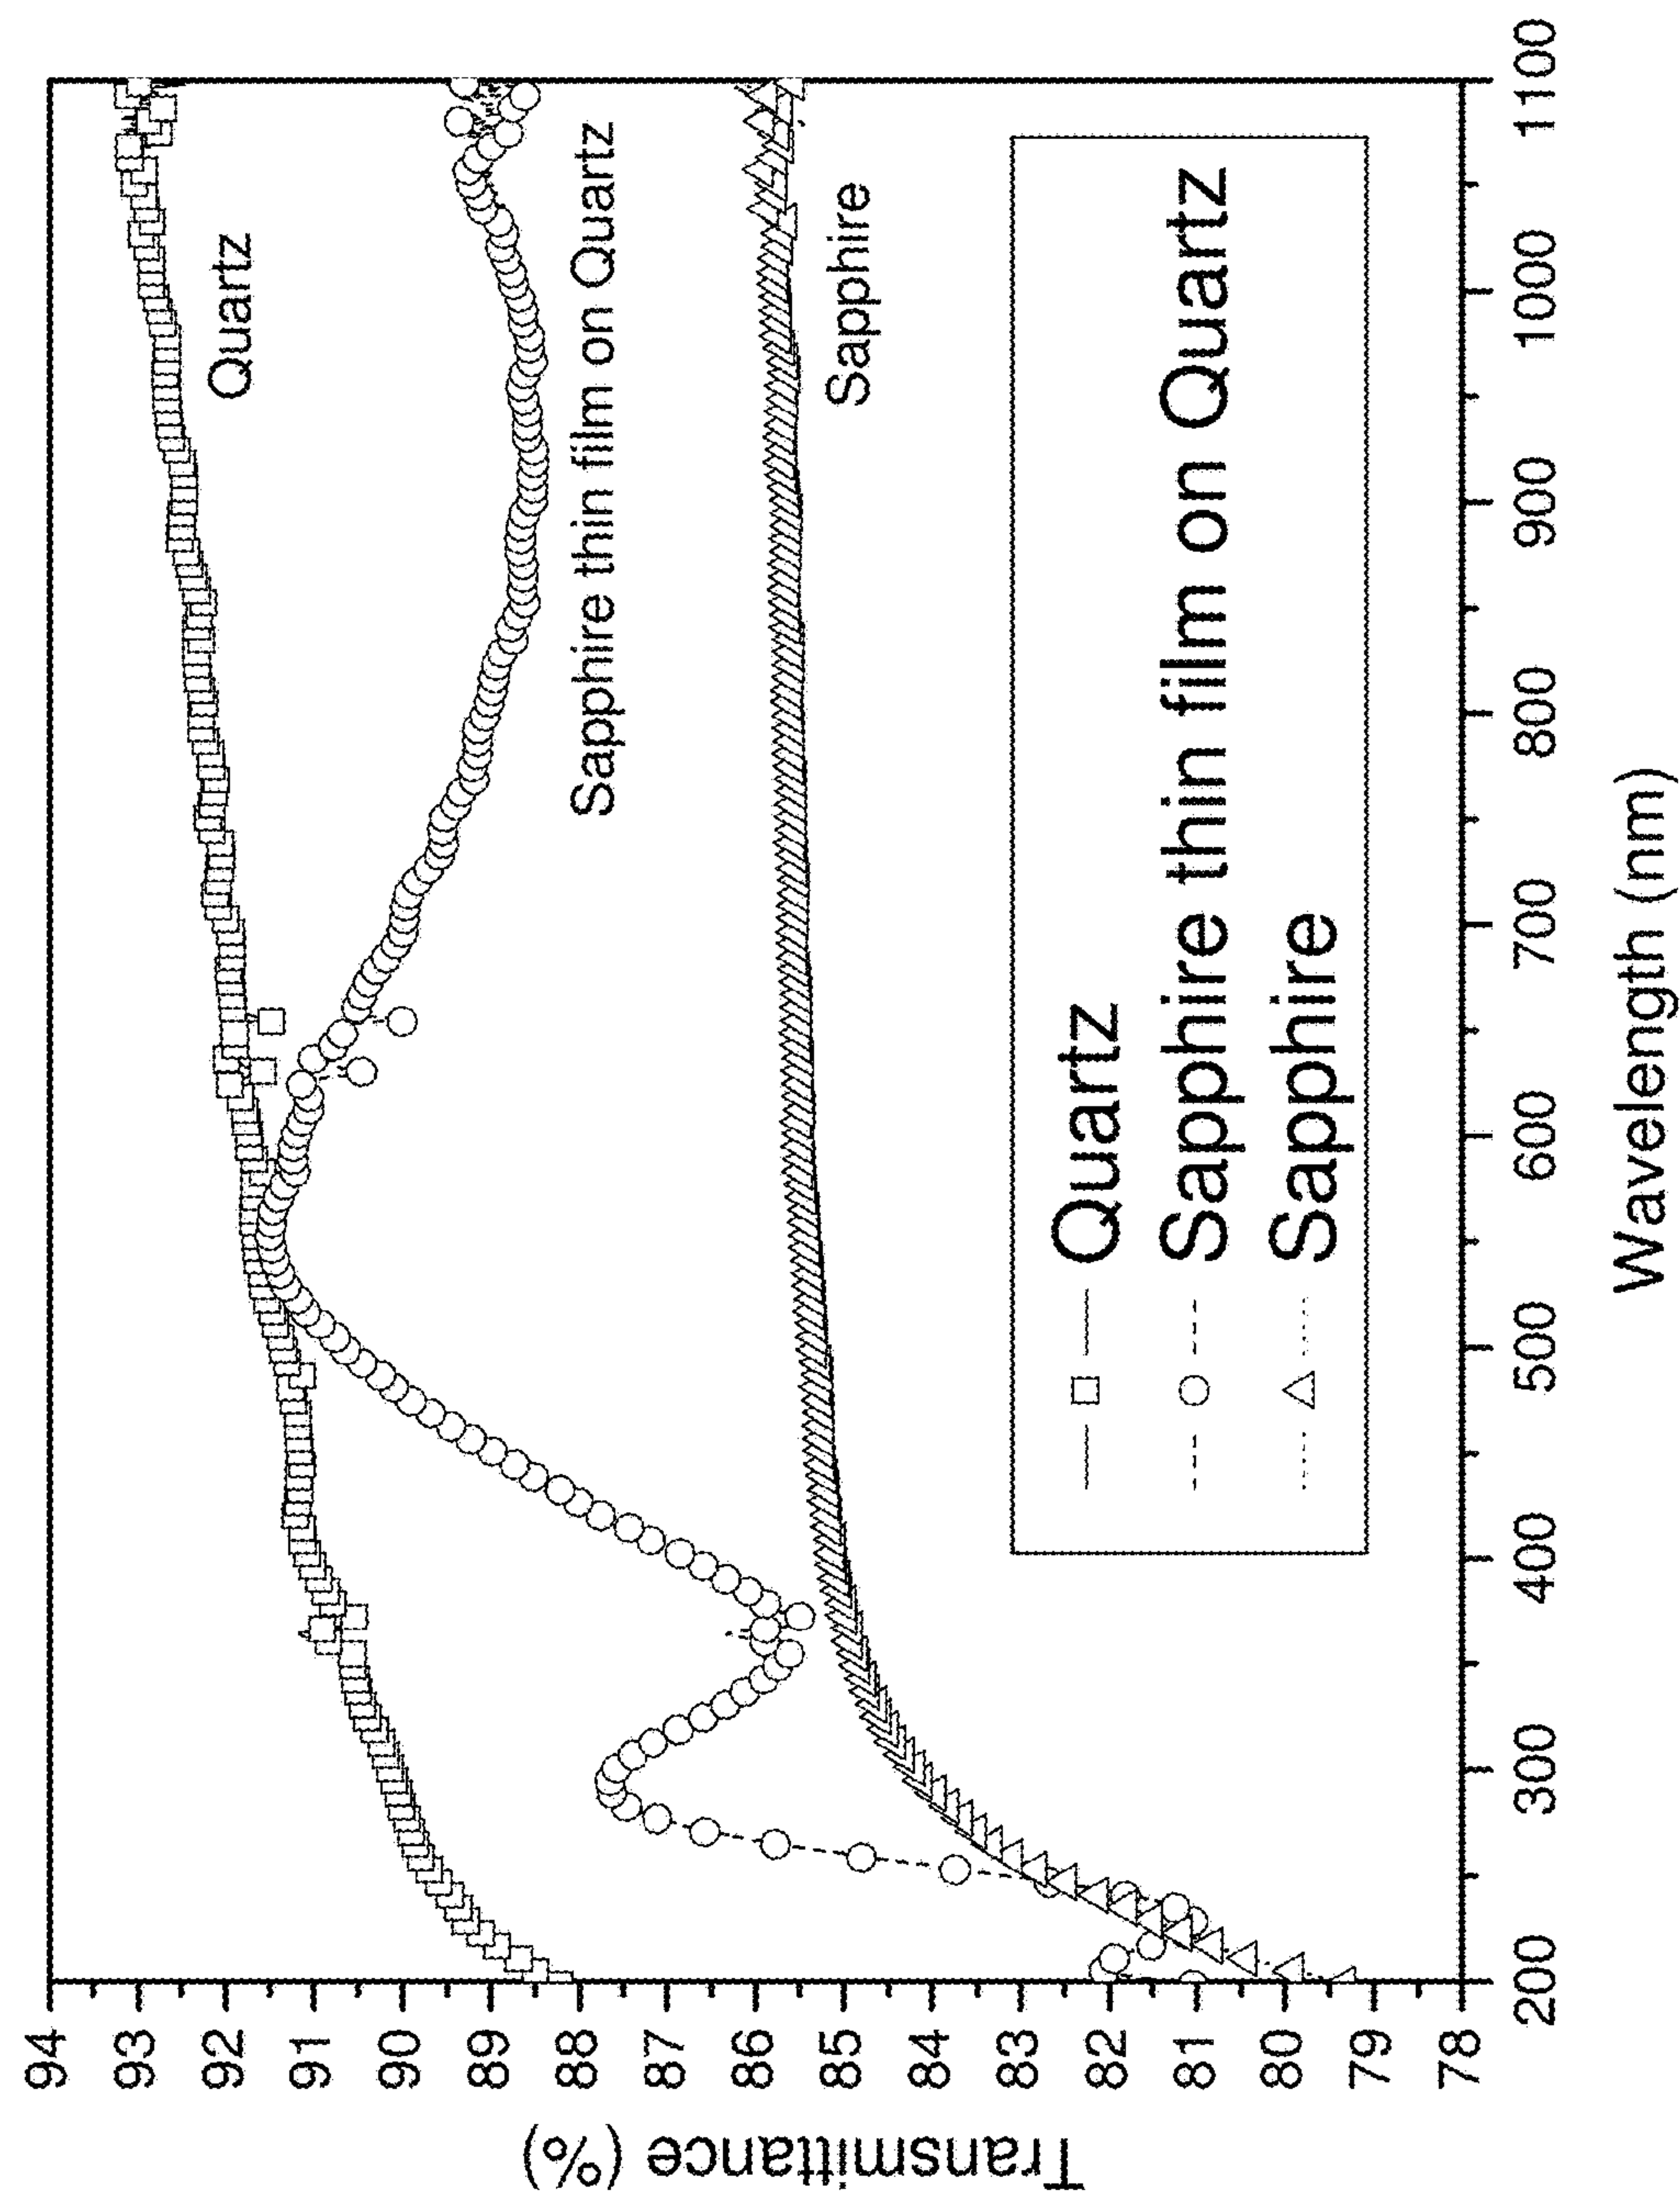 Transmittance (%)
94
93
92
91
90
89
88
87
86
85
84
83
82
81
80
79
78
Quartz
Sapphire thin film on Quartz
Sapphire
Quartz
Sapphire thin film on Quartz
Sapphire
200 300 400 500 600 700 800 900 1000 1100
Wavelength (nm)